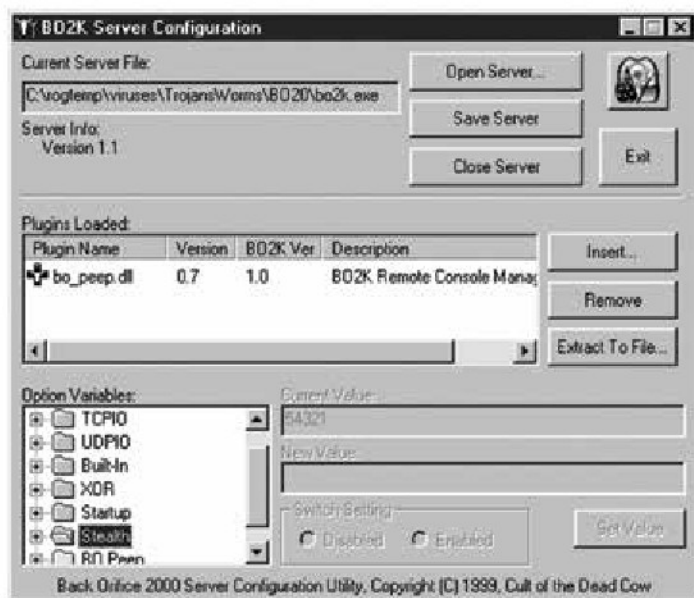 BO2K Server Configuration
Current Server File:
C:\rogtemp\viruses\TrojansWorms\BO20\bo2k.exe
Server Info:
Version 1.1
Open Server...
Save Server
Close Server
Exit
Plugins Loaded:
Plugin Name Version BO2K Ver Description
bo_peep.dll 0.7 1.0 BO2K Remote Console Manag
Insert...
Remove
Extract To File...
Option Variables:
TCPIO
UDPIO
Built-In
XOR
Startup
Stealth
BO Peep
Current Value:
54321
New Value:
Switch Setting
Disabled Enabled
Set Value
Back Orifice 2000 Server Configuration Utility, Copyright (C) 1999, Cult of the Dead Cow